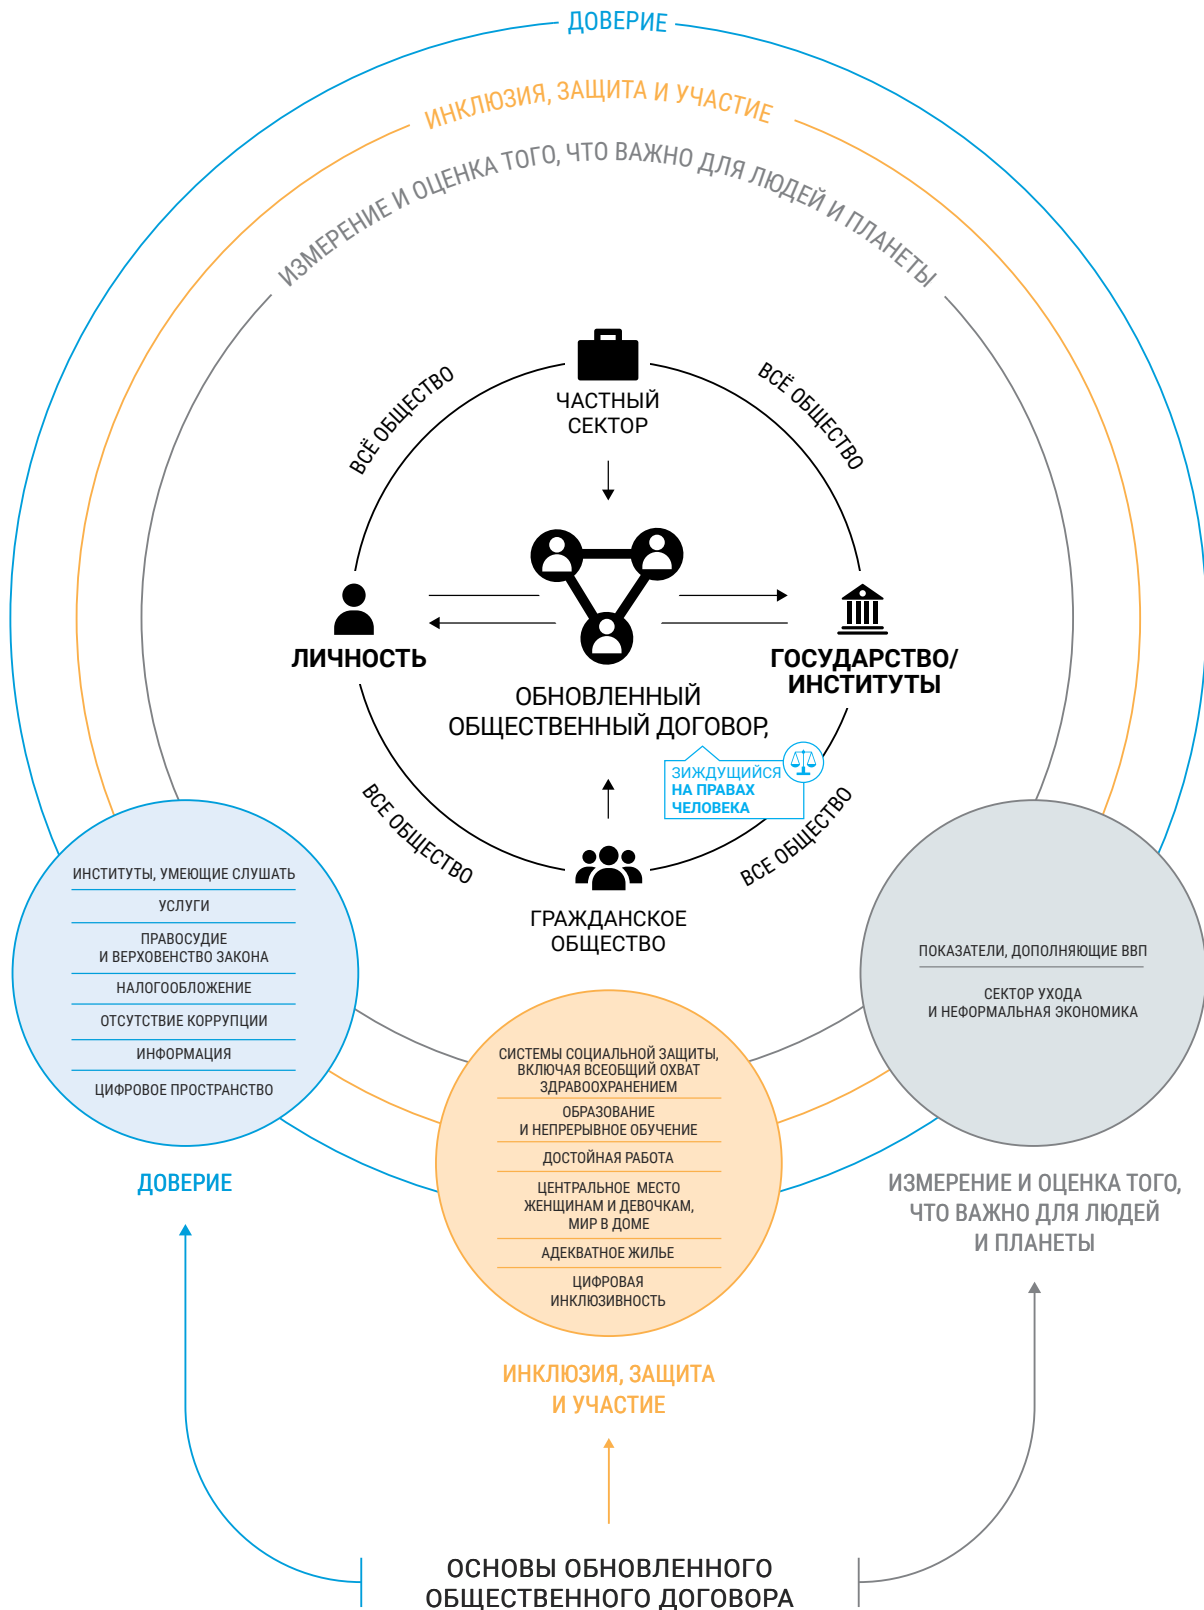 ДОВЕРИЕ
ИНКЛЮЗИЯ, ЗАЩИТА И УЧАСТИЕ
ИЗМЕРЕНИЕ И ОЦЕНКА ТОГО, ЧТО ВАЖНО ДЛЯ ЛЮДЕЙ И ПЛАНЕТЫ
ВСЁ ОБЩЕСТВО
ВСЁ ОБЩЕСТВО
ЧАСТНЫЙ
СЕКТОР
ЛИЧНОСТЬ
ГОСУДАРСТВО/
ИНСТИТУТЫ
ОБНОВЛЕННЫЙ
ОБЩЕСТВЕННЫЙ ДОГОВОР,
ЗИЖДУЩИЙСЯ
НА ПРАВАХ
ЧЕЛОВЕКА
ВСЕ ОБЩЕСТВО
ВСЕ ОБЩЕСТВО
ГРАЖДАНСКОЕ
ОБЩЕСТВО
ИНСТИТУТЫ, УМЕЮЩИЕ СЛУШАТЬ
УСЛУГИ
ПРАВОСУДИЕ
И ВЕРХОВЕНСТВО ЗАКОНА
НАЛОГООБЛОЖЕНИЕ
ОТСУТСТВИЕ КОРРУПЦИИ
ИНФОРМАЦИЯ
ЦИФРОВОЕ ПРОСТРАНСТВО
ДОВЕРИЕ
СИСТЕМЫ СОЦИАЛЬНОЙ ЗАЩИТЫ,
ВКЛЮЧАЯ ВСЕОБЩИЙ ОХВАТ
ЗДРАВООХРАНЕНИЕМ
ОБРАЗОВАНИЕ
И НЕПРЕРЫВНОЕ ОБУЧЕНИЕ
ДОСТОЙНАЯ РАБОТА
ЦЕНТРАЛЬНОЕ МЕСТО
ЖЕНЩИНАМ И ДЕВОЧКАМ,
МИР В ДОМЕ
АДЕКВАТНОЕ ЖИЛЬЕ
ЦИФРОВАЯ
ИНКЛЮЗИВНОСТЬ
ИНКЛЮЗИЯ, ЗАЩИТА
И УЧАСТИЕ
ПОКАЗАТЕЛИ, ДОПОЛНЯЮЩИЕ ВВП
СЕКТОР УХОДА
И НЕФОРМАЛЬНАЯ ЭКОНОМИКА
ИЗМЕРЕНИЕ И ОЦЕНКА ТОГО,
ЧТО ВАЖНО ДЛЯ ЛЮДЕЙ
И ПЛАНЕТЫ
ОСНОВЫ ОБНОВЛЕННОГО
ОБЩЕСТВЕННОГО ДОГОВОРА